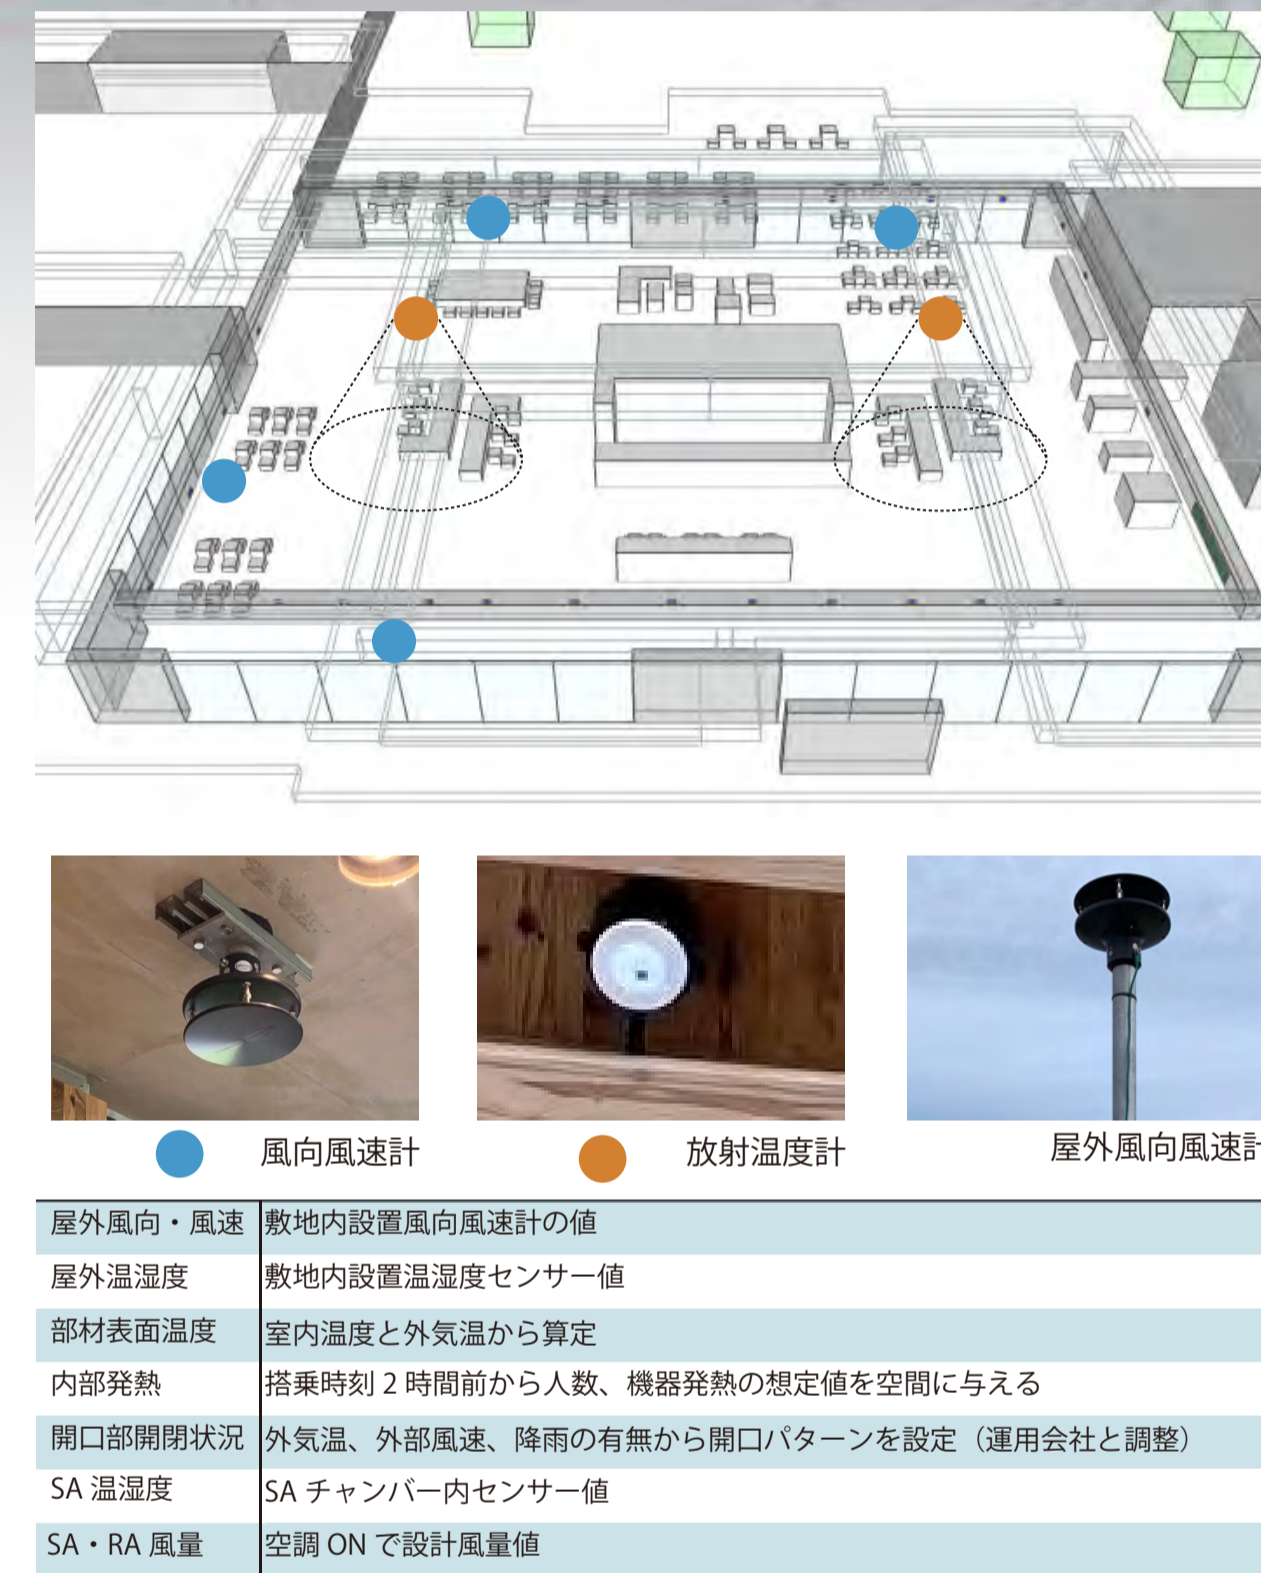 風向風速計
放射温度計
屋外風向風速計
屋外風向・風速 敷地内設置風向風速計の値
屋外温湿度 敷地内設置温湿度センサー値
部材表面温度 室内温度と外気温から算定
内部発熱 搭乗時刻 2 時間前から人数、機器発熱の想定値を空間に与える
開口部開閉状況 外気温、外部風速、降雨の有無から開口パターンを設定（運用会社と調整）
SA 温湿度 SA チャンバー内センサー値
SA・RA 風量 空調 ON で設計風量値